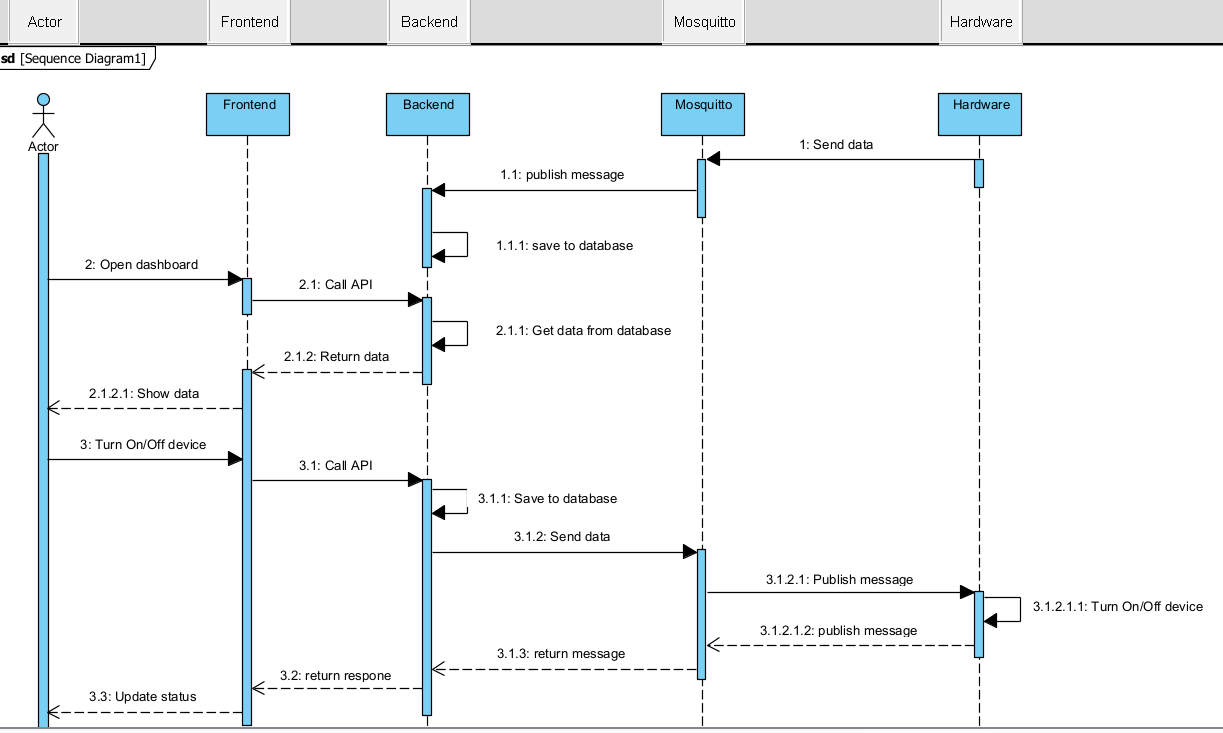 Actor
Frontend
Backend
Mosquitto
Hardware
sd [Sequence Diagram1]
Frontend
Backend
Mosquitto
Hardware
Actor
1: Send data
1.1: publish message
1.1.1: save to database
2: Open dashboard
2.1: Call API
2.1.1: Get data from database
2.1.2: Return data
2.1.2.1: Show data
3: Turn On/Off device
3.1: Call API
3.1.1: Save to database
3.1.2: Send data
3.1.2.1: Publish message
3.1.2.1.1: Turn On/Off device
3.1.2.1.2: publish message
3.1.3: return message
3.2: return respone
3.3: Update status